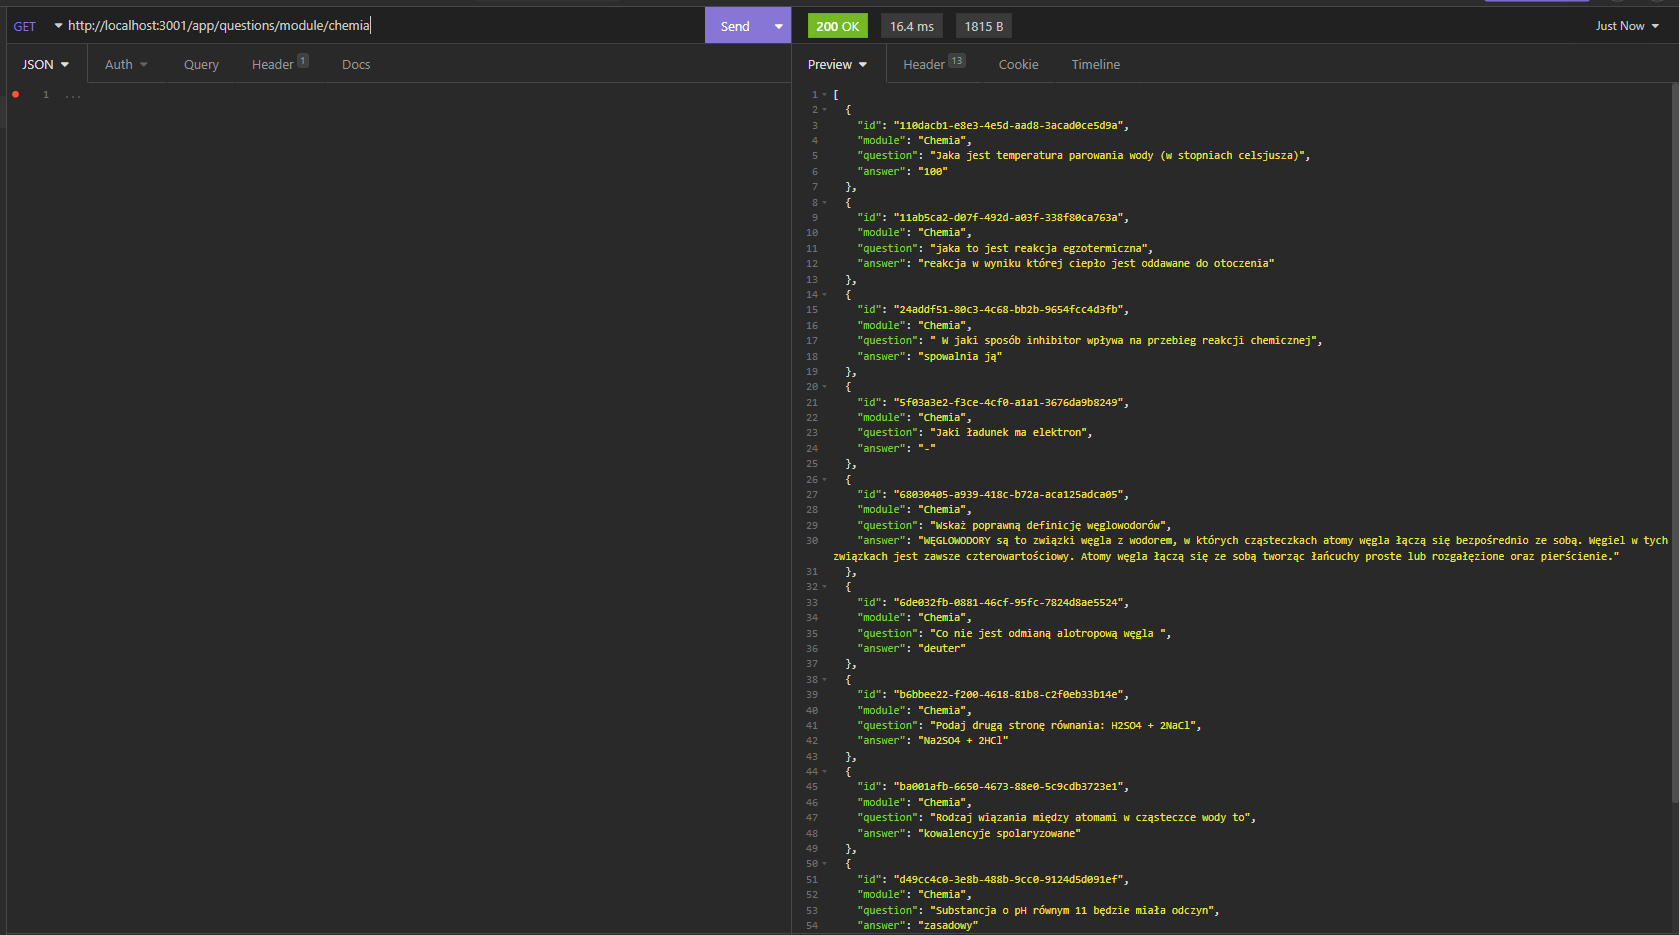 GET http://localhost:3001/app/questions/module/chemia Send 200 OK 16.4 ms 1815 B Just Now
JSON Auth Query Header 1 Docs Preview Header 13 Cookie Timeline
1 ...
1 [
2 {
3 "id": "110dacb1-e8e3-4e5d-aad8-3acad0ce5d9a",
4 "module": "Chemia",
5 "question": "Jaka jest temperatura parowania wody (w stopniach celsjusza)",
6 "answer": "100"
7 },
8 {
9 "id": "11ab5ca2-d07f-492d-a03f-338f80ca763a",
10 "module": "Chemia",
11 "question": "jaka to jest reakcja egzotermiczna",
12 "answer": "reakcja w wyniku której ciepło jest oddawane do otoczenia"
13 },
14 {
15 "id": "24addf51-80c3-4c68-bb2b-9654fcc4d3fb",
16 "module": "Chemia",
17 "question": " W jaki sposób inhibitor wpływa na przebieg reakcji chemicznej",
18 "answer": "spowalnia ją"
19 },
20 {
21 "id": "5f03a3e2-f3ce-4cf0-a1a1-3676da9b8249",
22 "module": "Chemia",
23 "question": "Jaki ładunek ma elektron",
24 "answer": "-"
25 },
26 {
27 "id": "68030405-a939-418c-b72a-aca125adca05",
28 "module": "Chemia",
29 "question": "Wskaż poprawną definicję węglowodorów",
30 "answer": "WĘGLOWODORY są to związki węgla z wodorem, w których cząsteczkach atomy węgla łączą się bezpośrednio ze sobą. Węgiel w tych
związkach jest zawsze czterowartościowy. Atomy węgla łączą się ze sobą tworząc łańcuchy proste lub rozgałęzione oraz pierścienie."
31 },
32 {
33 "id": "6de032fb-0881-46cf-95fc-7824d8ae5524",
34 "module": "Chemia",
35 "question": "Co nie jest odmianą alotropową węgla ",
36 "answer": "deuter"
37 },
38 {
39 "id": "b6bbee22-f200-4618-81b8-c2f0eb33b14e",
40 "module": "Chemia",
41 "question": "Podaj drugą stronę równania: H2SO4 + 2NaCl",
42 "answer": "Na2SO4 + 2HCl"
43 },
44 {
45 "id": "ba001afb-6650-4673-88e0-5c9cdb3723e1",
46 "module": "Chemia",
47 "question": "Rodzaj wiązania między atomami w cząsteczce wody to",
48 "answer": "kowalencyje spolaryzowane"
49 },
50 {
51 "id": "d49cc4c0-3e8b-488b-9cc0-9124d5d091ef",
52 "module": "Chemia",
53 "question": "Substancja o pH równym 11 będzie miała odczyn",
54 "answer": "zasadowy"